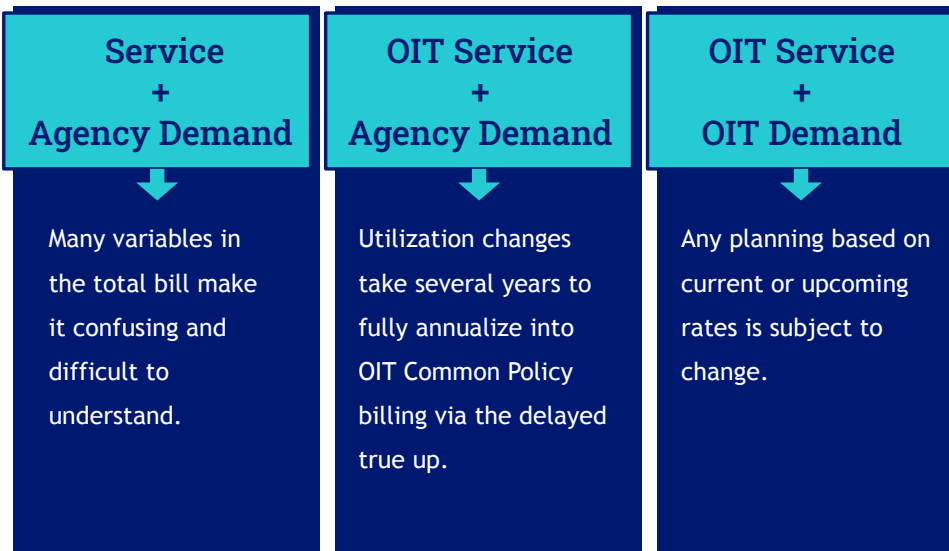 Service
+
Agency Demand
Many variables in
the total bill make
it confusing and
difficult to
understand.
OIT Service
+
Agency Demand
Utilization changes
take several years to
fully annualize into
OIT Common Policy
billing via the delayed
true up.
OIT Service
+
OIT Demand
Any planning based on
current or upcoming
rates is subject to
change.